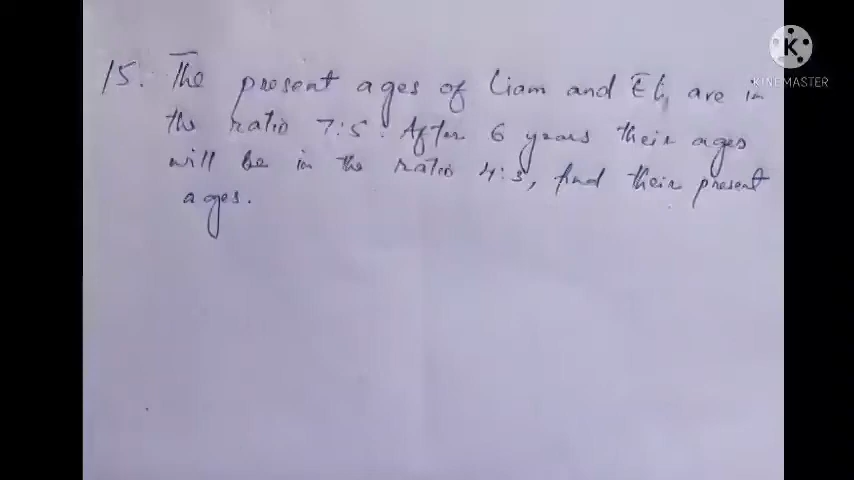 15. The present ages of Liam and Eli are in
the ratio 7:5. After 6 years their ages
will be in the ratio 4:3, find their present
ages.
K
KINEMASTER